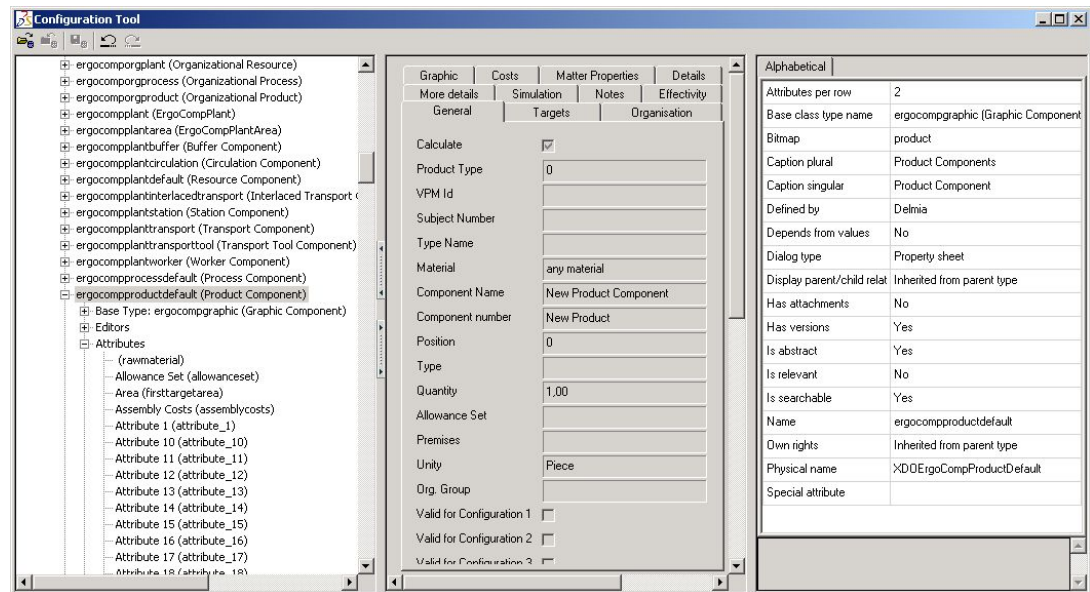 Configuration Tool
ergocomporgplant (Organizational Resource)
ergocomporgprocess (Organizational Process)
ergocomporgproduct (Organizational Product)
ergocompplant (ErgoCompPlant)
ergocompplantarea (ErgoCompPlantArea)
ergocompplantbuffer (Buffer Component)
ergocompplantcirculation (Circulation Component)
ergocompplantdefault (Resource Component)
ergocompplantinterlacedtransport (Interlaced Transport
ergocompplantstation (Station Component)
ergocompplanttransport (Transport Component)
ergocompplanttransporttool (Transport Tool Component)
ergocompplantworker (Worker Component)
ergocompprocessdefault (Process Component)
ergocompproductdefault (Product Component)
Base Type: ergocompgraphic (Graphic Component)
Editors
Attributes
(rawmaterial)
Allowance Set (allowanceset)
Area (firsttargetarea)
Assembly Costs (assemblycosts)
Attribute 1 (attribute_1)
Attribute 10 (attribute_10)
Attribute 11 (attribute_11)
Attribute 12 (attribute_12)
Attribute 13 (attribute_13)
Attribute 14 (attribute_14)
Attribute 15 (attribute_15)
Attribute 16 (attribute_16)
Attribute 17 (attribute_17)
Attribute 18 (attribute_18)
Graphic Costs Matter Properties Details
More details Simulation Notes Effectivity
General Targets Organisation
Calculate
Product Type 0
VPM Id
Subject Number
Type Name
Material any material
Component Name New Product Component
Component number New Product
Position 0
Type
Quantity 1,00
Allowance Set
Premises
Unity Piece
Org. Group
Valid for Configuration 1
Valid for Configuration 2
Valid for Configuration 3
Alphabetical
Attributes per row 2
Base class type name ergocompgraphic (Graphic Component
Bitmap product
Caption plural Product Components
Caption singular Product Component
Defined by Delmia
Depends from values No
Dialog type Property sheet
Display parent/child relat Inherited from parent type
Has attachments No
Has versions Yes
Is abstract Yes
Is relevant No
Is searchable Yes
Name ergocompproductdefault
Own rights Inherited from parent type
Physical name XDOErgoCompProductDefault
Special attribute